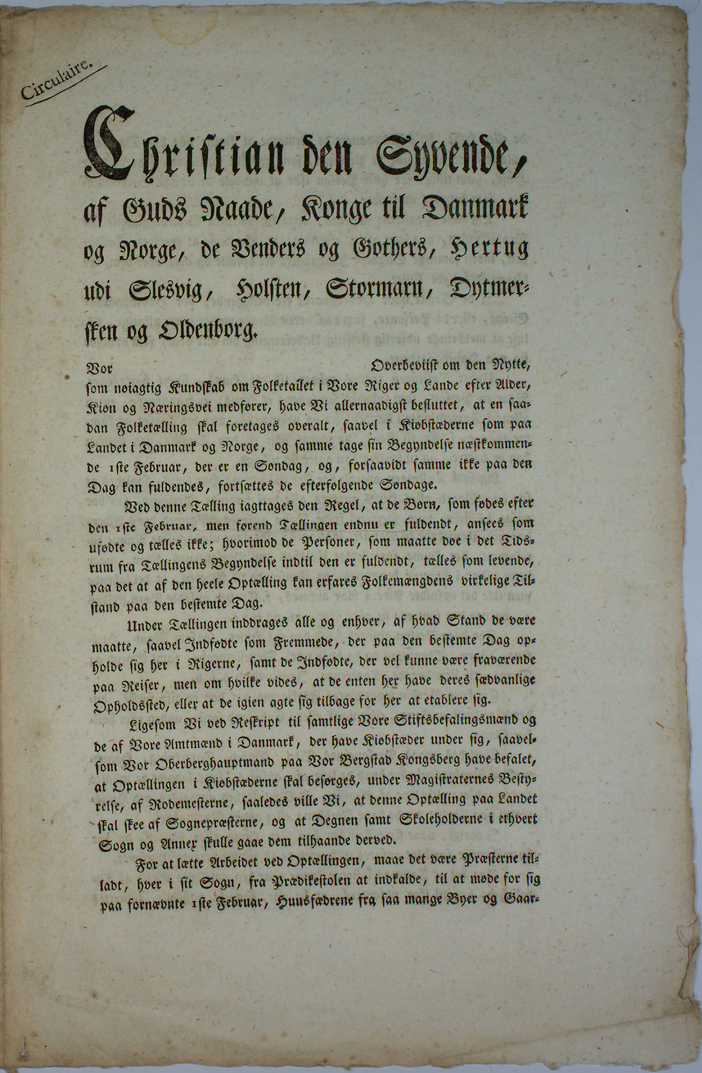 Circulaire.
Christian den Syvende,
af Guds Naade, Konge til Danmark
og Norge, de Venders og Gothers, Hertug
udi Slesvig, Holsten, Stormarn, Dytmer-
sken og Oldenborg.
Vor Overbeviist om den Nytte,
som nøiagtig Kundskab om Folketallet i Vore Riger og Lande efter Alder,
Kiøn og Næringsvei medfører, have Vi allernaadigst besluttet, at en saa-
dan Folketælling skal foretages overalt, saavel i Kiøbstæderne som paa
Landet i Danmark og Norge, og samme tage sin Begyndelse næstkommen-
de 1ste Februar, der er en Søndag, og, forsaavidt samme ikke paa den
Dag kan fuldendes, fortsættes de efterfølgende Søndage.
Ved denne Tælling iagttages den Regel, at de Børn, som fødes efter
den 1ste Februar, men førend Tællingen endnu er fuldendt, ansees som
ufødte og tælles ikke; hvorimod de Personer, som maatte døe i det Tids-
rum fra Tællingens Begyndelse indtil den er fuldendt, tælles som levende,
paa det at af den heele Optælling kan erfares Folkemængdens virkelige Til-
stand paa den bestemte Dag.
Under Tællingen inddrages alle og enhver, af hvad Stand de være
maatte, saavel Indfødte som Fremmede, der paa den bestemte Dag op-
holde sig her i Rigerne, samt de Indfødte, der vel kunne være fraværende
paa Reiser, men om hvilke vides, at de enten her have deres sædvanlige
Opholdssted, eller at de igien agte sig tilbage for her at etablere sig.
Ligesom Vi ved Reskript til samtlige Vore Stiftsbefalingsmænd og
de af Vore Amtmænd i Danmark, der have Kiøbstæder under sig, saavel-
som Vor Oberberghauptmand paa Vor Bergstad Kongsberg have befalet,
at Optællingen i Kiøbstæderne skal besørges, under Magistraternes Besty-
relse, af Rodemesterne, saaledes ville Vi, at denne Optælling paa Landet
skal skee af Sognepræsterne, og at Degnen samt Skoleholderne i ethvert
Sogn og Annex skulle gaae dem tilhaande derved.
For at lætte Arbeidet ved Optællingen, maae det være Præsterne til-
ladt, hver i sit Sogn, fra Prædikestolen at indkalde, til at møde for sig
paa fornævnte 1ste Februar, Huusfædrene fra saa mange Byer og Gaar-